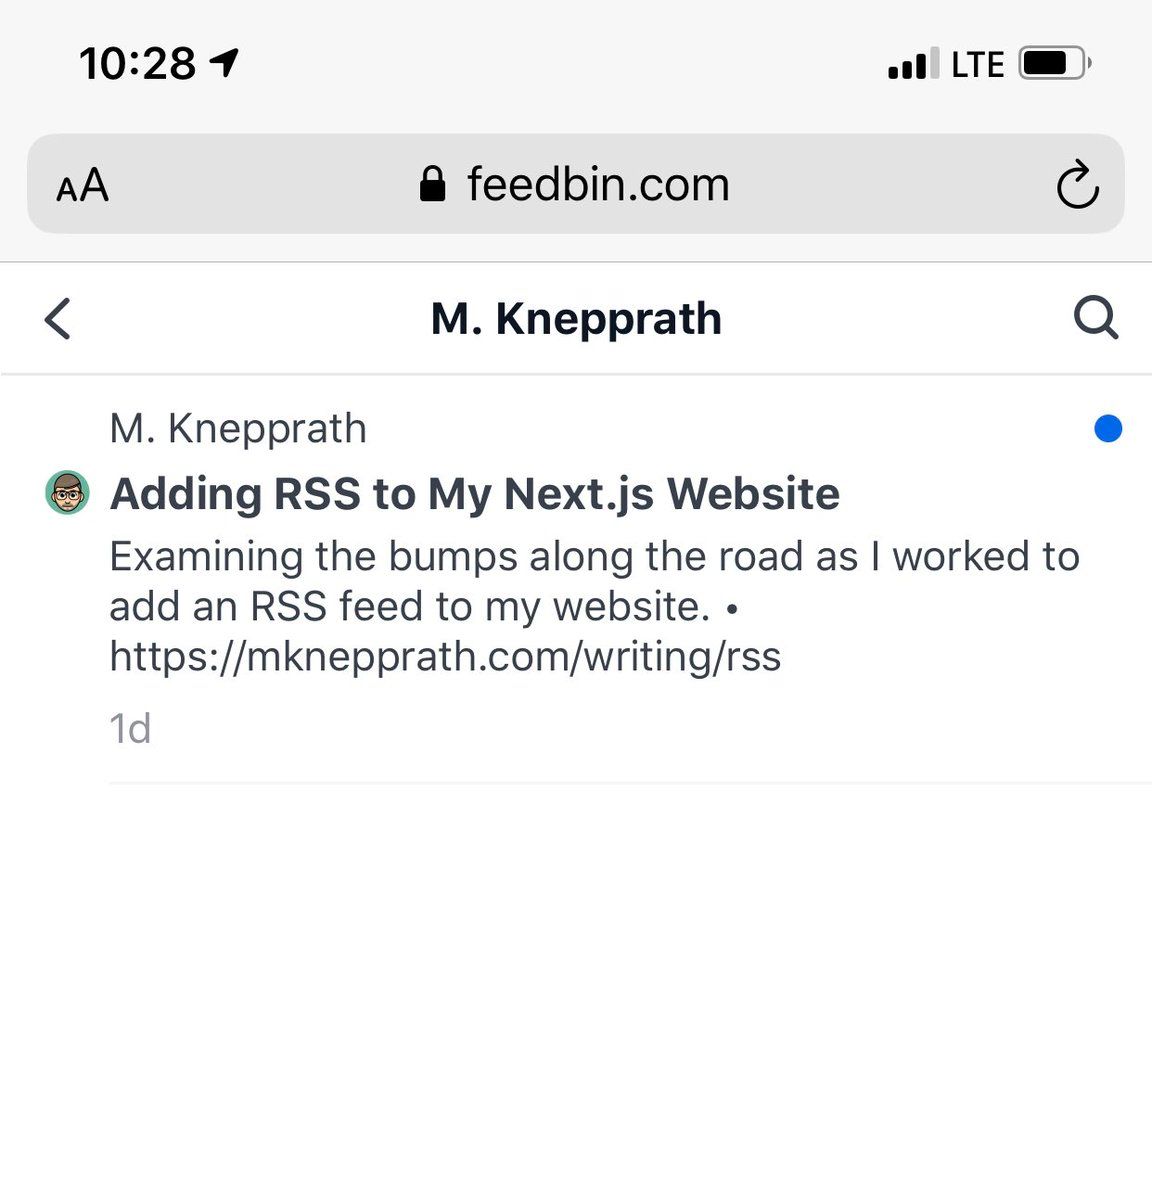 10:28
LTE
AA
feedbin.com
M. Knepprath
M. Knepprath
Adding RSS to My Next.js Website
Examining the bumps along the road as I worked to
add an RSS feed to my website. •
https://mknepprath.com/writing/rss
1d